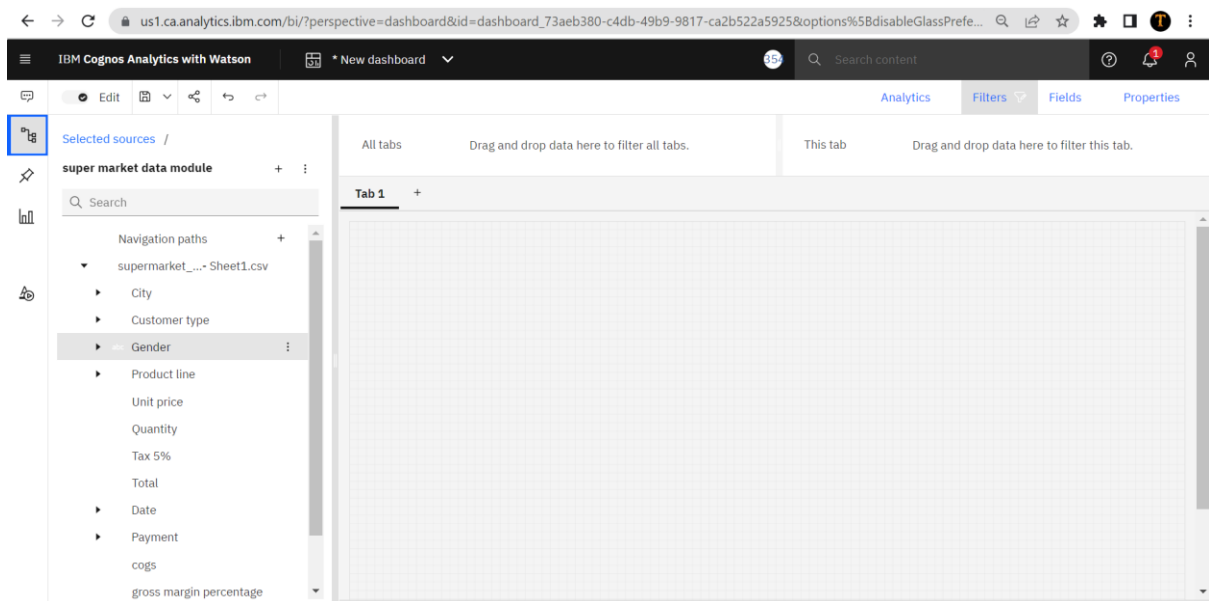 us1.ca.analytics.ibm.com/bi/?perspective=dashboard&id=dashboard_73aeb380-c4db-49b9-9817-ca2b522a5925&options%5BdisableGlassPrefe...
T
IBM Cognos Analytics with Watson
* New dashboard
354
Search content
1
Edit
Analytics
Filters
Fields
Properties
Selected sources /
super market data module
Search
Navigation paths
supermarket_...- Sheet1.csv
City
Customer type
Gender
Product line
Unit price
Quantity
Tax 5%
Total
Date
Payment
cogs
gross margin percentage
All tabs
Drag and drop data here to filter all tabs.
This tab
Drag and drop data here to filter this tab.
Tab 1